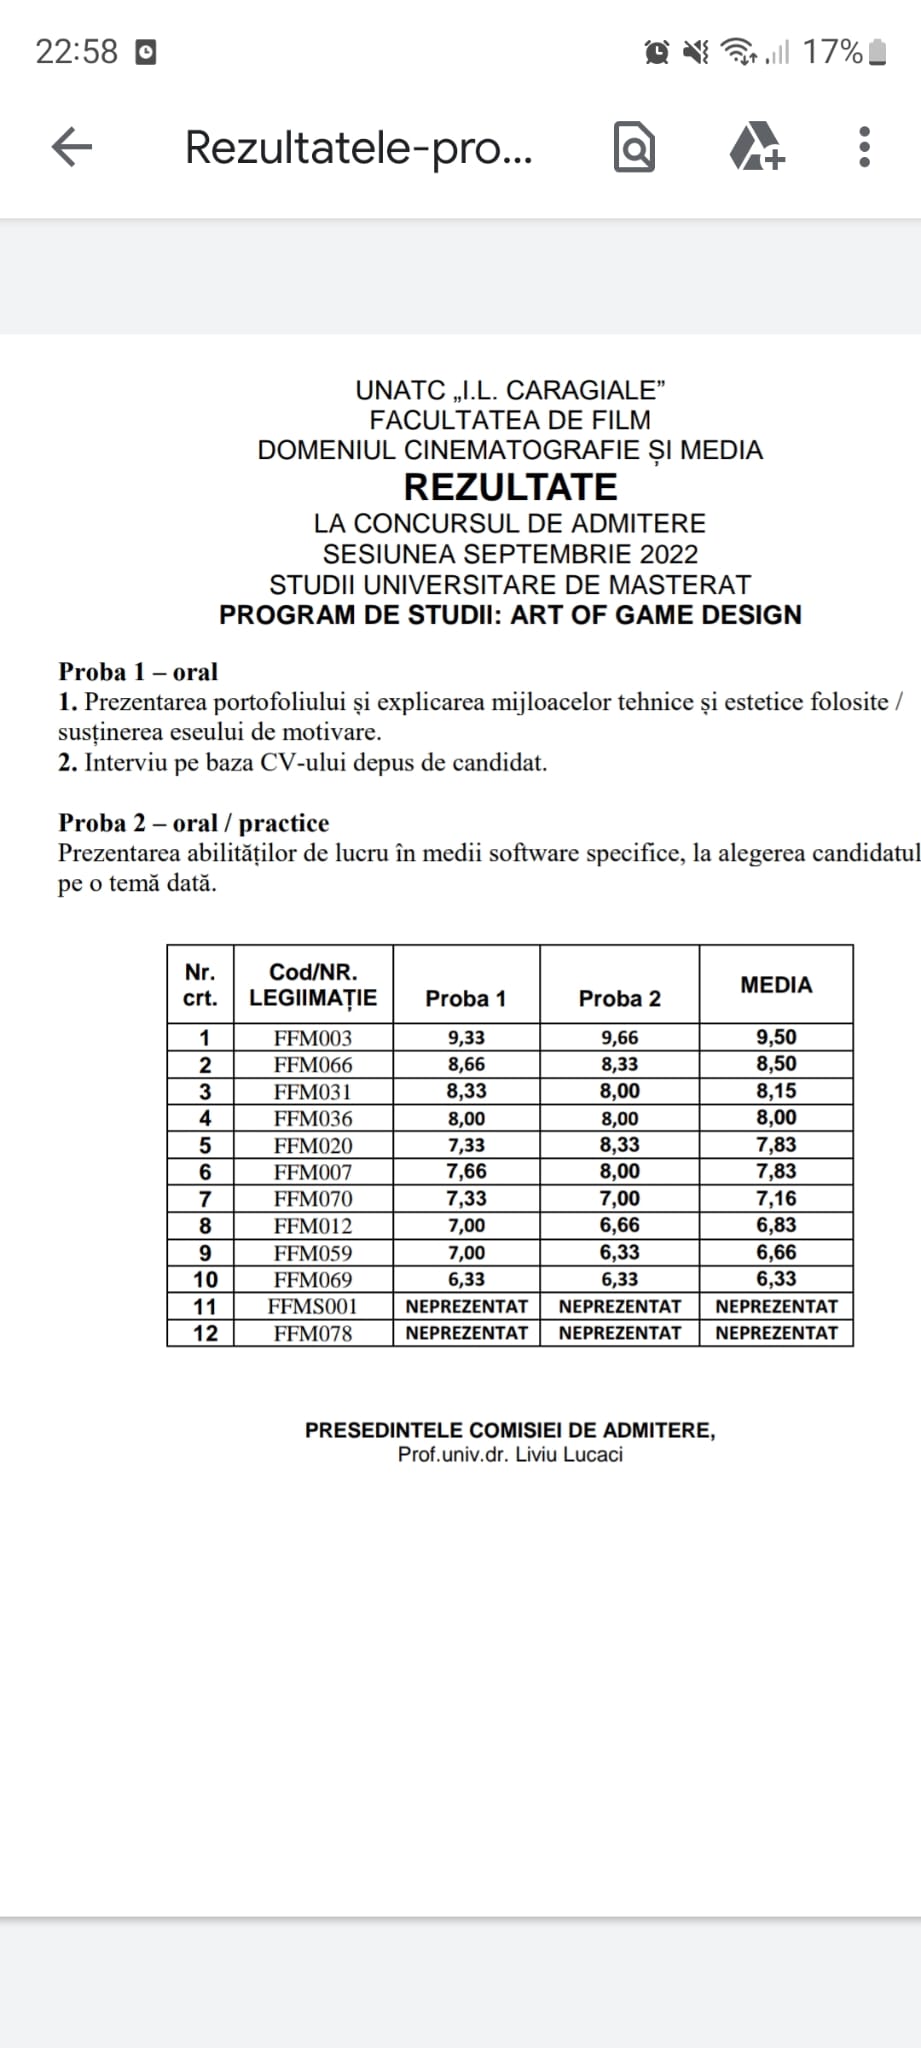 22:58
17%
Rezultatele-pro...
UNATC „I.L. CARAGIALE”
FACULTATEA DE FILM
DOMENIUL CINEMATOGRAFIE ȘI MEDIA
REZULTATE
LA CONCURSUL DE ADMITERE
SESIUNEA SEPTEMBRIE 2022
STUDII UNIVERSITARE DE MASTERAT
PROGRAM DE STUDII: ART OF GAME DESIGN
Proba 1 – oral
1. Prezentarea portofoliului și explicarea mijloacelor tehnice și estetice folosite /
susținerea eseului de motivare.
2. Interviu pe baza CV-ului depus de candidat.
Proba 2 – oral / practice
Prezentarea abilităților de lucru în medii software specifice, la alegerea candidatul
pe o temă dată.
Nr. crt. Cod/NR. LEGIIMAȚIE Proba 1 Proba 2 MEDIA
1 FFM003 9,33 9,66 9,50
2 FFM066 8,66 8,33 8,50
3 FFM031 8,33 8,00 8,15
4 FFM036 8,00 8,00 8,00
5 FFM020 7,33 8,33 7,83
6 FFM007 7,66 8,00 7,83
7 FFM070 7,33 7,00 7,16
8 FFM012 7,00 6,66 6,83
9 FFM059 7,00 6,33 6,66
10 FFM069 6,33 6,33 6,33
11 FFMS001 NEPREZENTAT NEPREZENTAT NEPREZENTAT
12 FFM078 NEPREZENTAT NEPREZENTAT NEPREZENTAT
PRESEDINTELE COMISIEI DE ADMITERE,
Prof.univ.dr. Liviu Lucaci